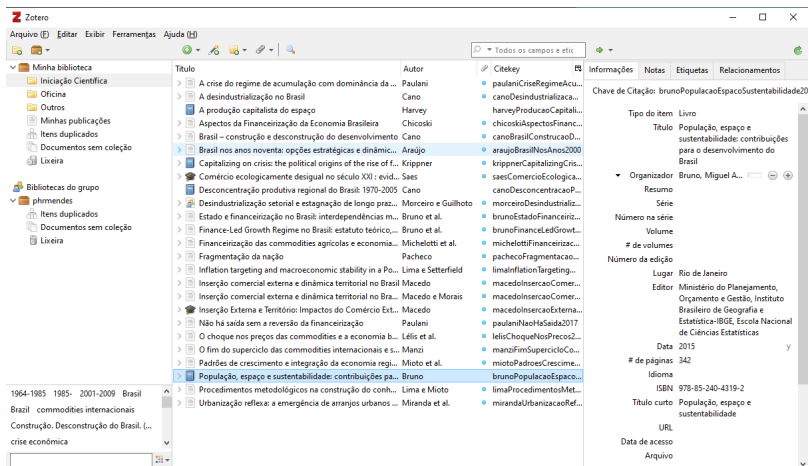 Zotero
Arquivo (F) Editar Exibir Ferramentas Ajuda (H)
Todos os campos e etic
Minha biblioteca
Iniciação Científica
Oficina
Outros
Minhas publicações
Itens duplicados
Documentos sem coleção
Lixeira
Bibliotecas do grupo
phrmendes
Itens duplicados
Documentos sem coleção
Lixeira
1964-1985 1985- 2001-2009 Brasil
Brazil commodities internacionais
Construção. Desconstrução do Brasil. (...
crise econômica
Título Autor Citekey
A crise do regime de acumulação com dominância da ... Paulani paulaniCriseRegimeAcu...
A desindustrialização no Brasil Cano canoDesindustrializaca...
A produção capitalista do espaço Harvey harveyProducaoCapitali...
Aspectos da Financeirização da Economia Brasileira Chicoski chicoskiAspectosFinanc...
Brasil – construção e desconstrução do desenvolvimento Cano canoBrasilConstrucaoD...
Brasil nos anos noventa: opções estratégicas e dinâmic... Araújo araujoBrasilNosAnos2000
Capitalizing on crisis: the political origins of the rise of f... Krippner krippnerCapitalizingCris...
Comércio ecologicamente desigual no século XXI : evid... Saes saesComercioEcologica...
Desconcentração produtiva regional do Brasil: 1970-2005 Cano canoDesconcentracaoP...
Desindustrialização setorial e estagnação de longo praz... Morceiro e Guilhoto morceiroDesindustrializ...
Estado e financeirização no Brasil: interdependências m... Bruno et al. brunoEstadoFinanceiriz...
Finance-Led Growth Regime no Brasil: estatuto teórico,... Bruno et al. brunoFinanceLedGrowt...
Financeirização das commodities agrícolas e economia... Michelotti et al. michelottiFinanceirizac...
Fragmentação da nação Pacheco pachecoFragmentacao...
Inflation targeting and macroeconomic stability in a Po... Lima e Setterfield limaInflationTargeting...
Inserção comercial externa e dinâmica territorial no Brasil Macedo macedoInsercaoComer...
Inserção comercial externa e dinâmica territorial no Bra... Macedo e Morais macedoInsercaoComer...
Inserção Externa e Território: Impactos do Comércio Ext... Macedo macedoInsercaoExterna...
Não há saída sem a reversão da financeirização Paulani paulaniNaoHaSaida2017
O choque nos preços das commodities e a economia b... Lélis et al. lelisChoqueNosPrecos2...
O fim do superciclo das commodities internacionais e s... Manzi manziFimSupercicloCo...
Padrões de crescimento e integração da economia regi... Mioto et al. miotoPadroesCrescime...
População, espaço e sustentabilidade: contribuições pa... Bruno brunoPopulacaoEspaco...
Procedimentos metodológicos na construção do conh... Lima e Mioto limaProcedimentosMet...
Urbanização reflexa: a emergência de arranjos urbanos ... Miranda et al. mirandaUrbanizacaoRef...
Informações Notas Etiquetas Relacionamentos
Chave de Citação: brunoPopulacaoEspacoSustentabilidade20
Tipo do item Livro
Título População, espaço e
sustentabilidade: contribuições
para o desenvolvimento do
Brasil
Organizador Bruno, Miguel A...
Resumo
Série
Número na série
Volume
# de volumes
Número da edição
Lugar Rio de Janeiro
Editor Ministério do Planejamento,
Orçamento e Gestão, Instituto
Brasileiro de Geografia e
Estatística-IBGE, Escola Nacional
de Ciências Estatísticas
Data 2015 y
# de páginas 342
Idioma
ISBN 978-85-240-4319-2
Título curto População, espaço e
sustentabilidade
URL
Data de acesso
Arquivo